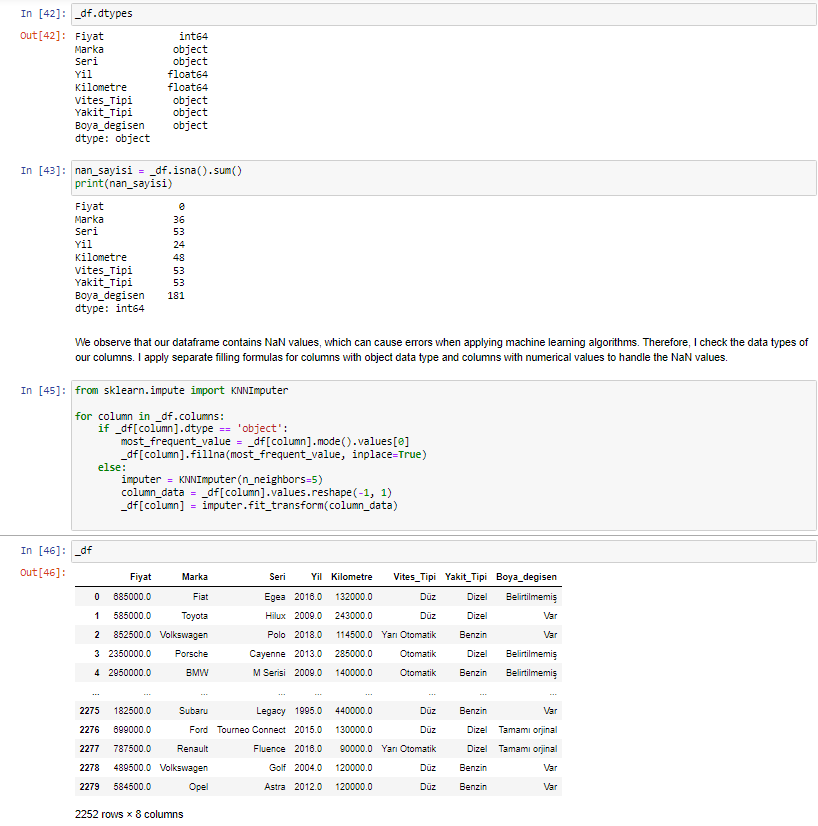 In [42]: _df.dtypes
Out[42]: Fiyat int64
Marka object
Seri object
Yil float64
Kilometre float64
Vites_Tipi object
Yakit_Tipi object
Boya_degisen object
dtype: object
In [43]: nan_sayisi = _df.isna().sum()
print(nan_sayisi)
Fiyat 0
Marka 36
Seri 53
Yil 24
Kilometre 48
Vites_Tipi 53
Yakit_Tipi 53
Boya_degisen 181
dtype: int64
We observe that our dataframe contains NaN values, which can cause errors when applying machine learning algorithms. Therefore, I check the data types of
our columns. I apply separate filling formulas for columns with object data type and columns with numerical values to handle the NaN values.
In [45]: from sklearn.impute import KNNImputer
for column in _df.columns:
if _df[column].dtype == 'object':
most_frequent_value = _df[column].mode().values[0]
_df[column].fillna(most_frequent_value, inplace=True)
else:
imputer = KNNImputer(n_neighbors=5)
column_data = _df[column].values.reshape(-1, 1)
_df[column] = imputer.fit_transform(column_data)
In [46]: _df
Out[46]:
Fiyat Marka Seri Yil Kilometre Vites_Tipi Yakit_Tipi Boya_degisen
0 685000.0 Fiat Egea 2016.0 132000.0 Düz Dizel Belirtilmemiş
1 585000.0 Toyota Hilux 2009.0 243000.0 Düz Dizel Var
2 852500.0 Volkswagen Polo 2018.0 114500.0 Yarı Otomatik Benzin Var
3 2350000.0 Porsche Cayenne 2013.0 285000.0 Otomatik Dizel Belirtilmemiş
4 2950000.0 BMW M Serisi 2009.0 140000.0 Otomatik Benzin Belirtilmemiş
... ... ... ... ... ... ... ... ...
2275 182500.0 Subaru Legacy 1995.0 440000.0 Düz Benzin Var
2276 699000.0 Ford Tourneo Connect 2015.0 130000.0 Düz Dizel Tamamı orjinal
2277 787500.0 Renault Fluence 2016.0 90000.0 Yarı Otomatik Dizel Tamamı orjinal
2278 489500.0 Volkswagen Golf 2004.0 120000.0 Düz Benzin Var
2279 584500.0 Opel Astra 2012.0 120000.0 Düz Benzin Var
2252 rows × 8 columns